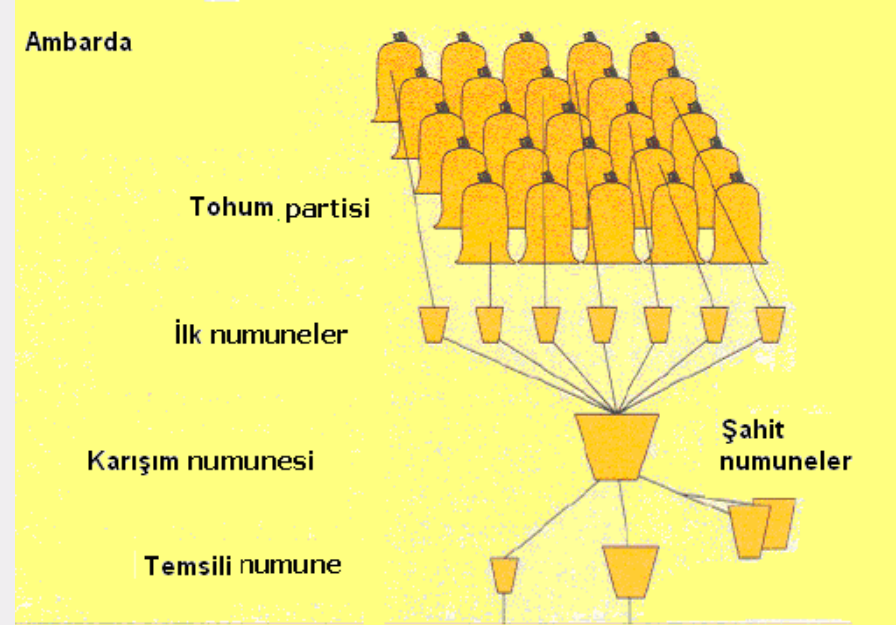 Ambarda
Tohum partisi
İlk numuneler
Karışım numunesi
Şahit
numuneler
Temsili numune